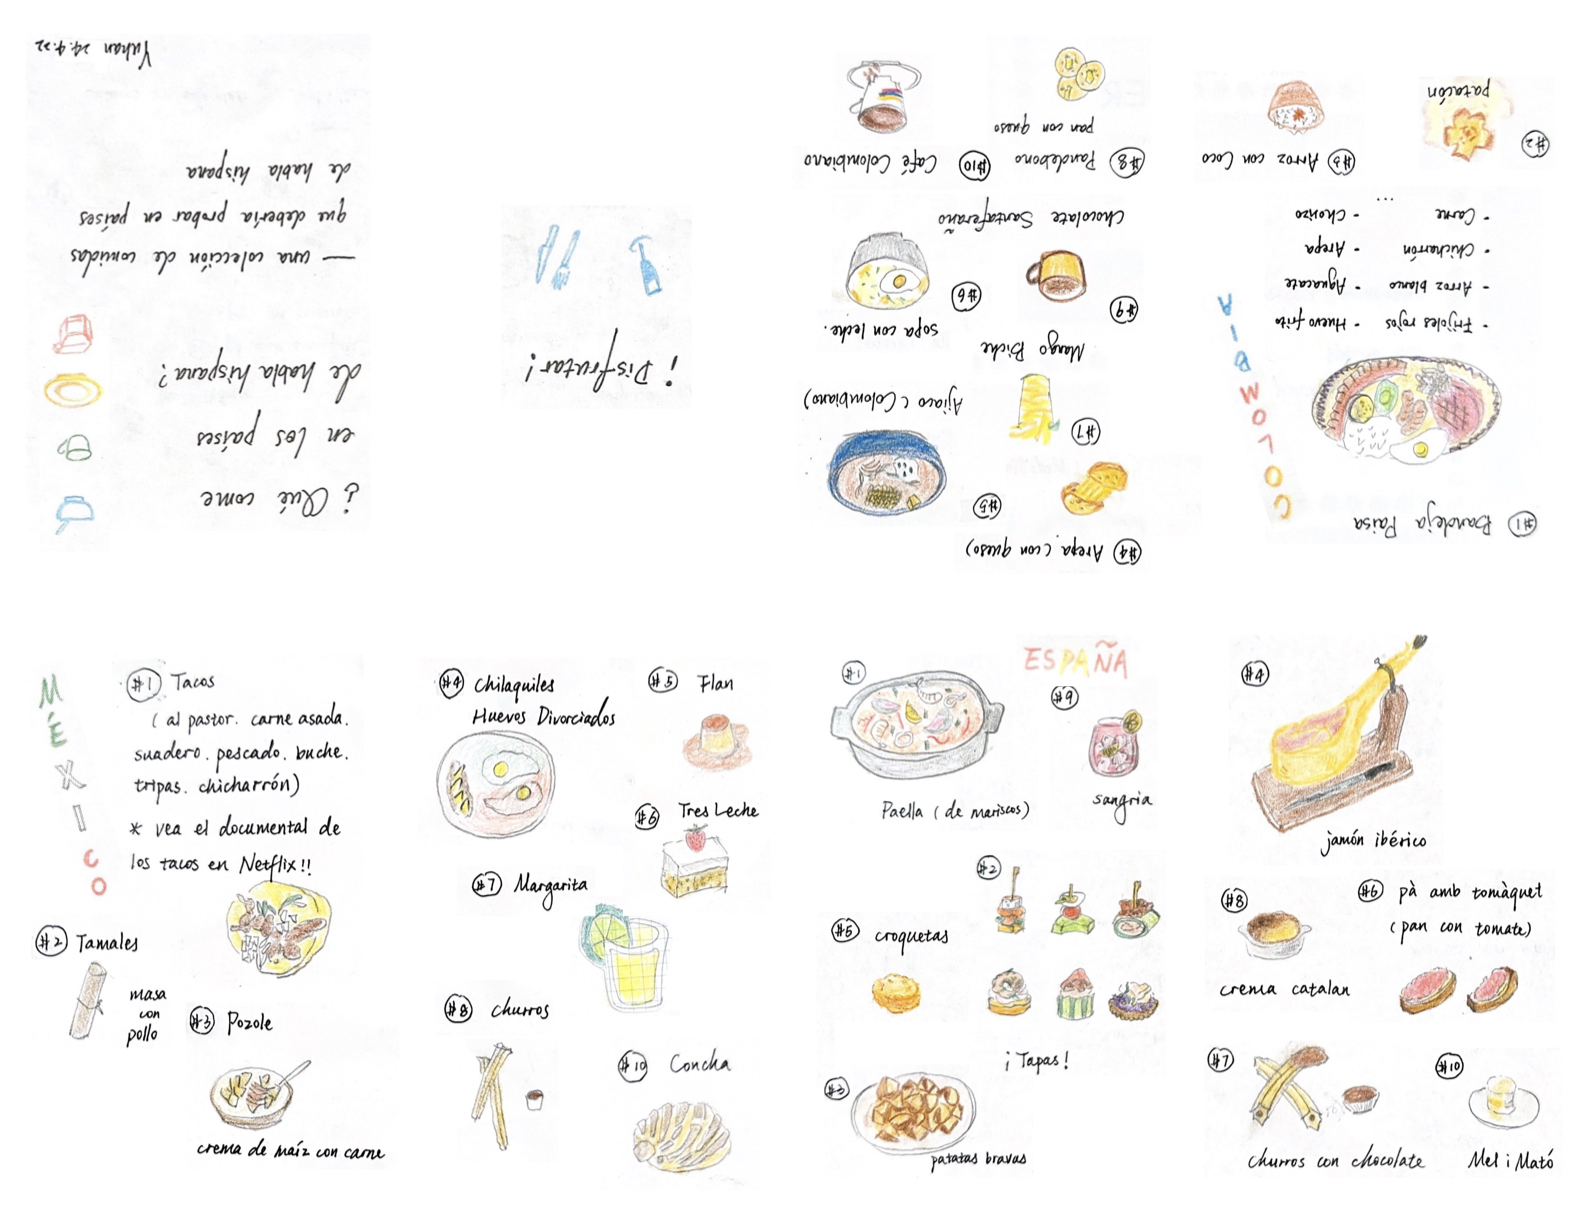 ¿Qué come
en los países
de habla hispana?
— una colección de comidas
que debería probar en países
de habla hispana
Yuhan 24.4.22
¡Disfrutar!
COLOMBIA
#1 Bandeja Paisa
- Frijoles rojos - Huevo frito
- Arroz blanco - Aguacate
- Chicharrón - Arepa
- Carne - Chorizo
...
#2
patacón
#3 Arroz con Coco
#4 Arepa (con queso)
#5
Ajiaco (Colombiano)
#6
sopa con leche.
#7
Mango Biche
#9
Chocolate Santafereño
#8 Pandebono
pan con queso
#10 Café Colombiano
MÉXICO
#1 Tacos
(al pastor. carne asada.
suadero. pescado. buche.
tripas. chicharrón)
* vea el documental de
los tacos en Netflix!!
#2 Tamales
masa
con
pollo
#3 Pozole
crema de maíz con carne
#4 Chilaquiles
Huevos Divorciados
#5 Flan
#6 Tres Leche
#7 Margarita
#8 churros
#10 Concha
ESPAÑA
#1
Paella (de mariscos)
#9
sangria
#2
¡Tapas!
#5 croquetas
#3
patatas bravas
#4
jamón ibérico
#8
crema catalan
#6 pà amb tomàquet
(pan con tomate)
#7
churros con chocolate
#10
Mel i Mató